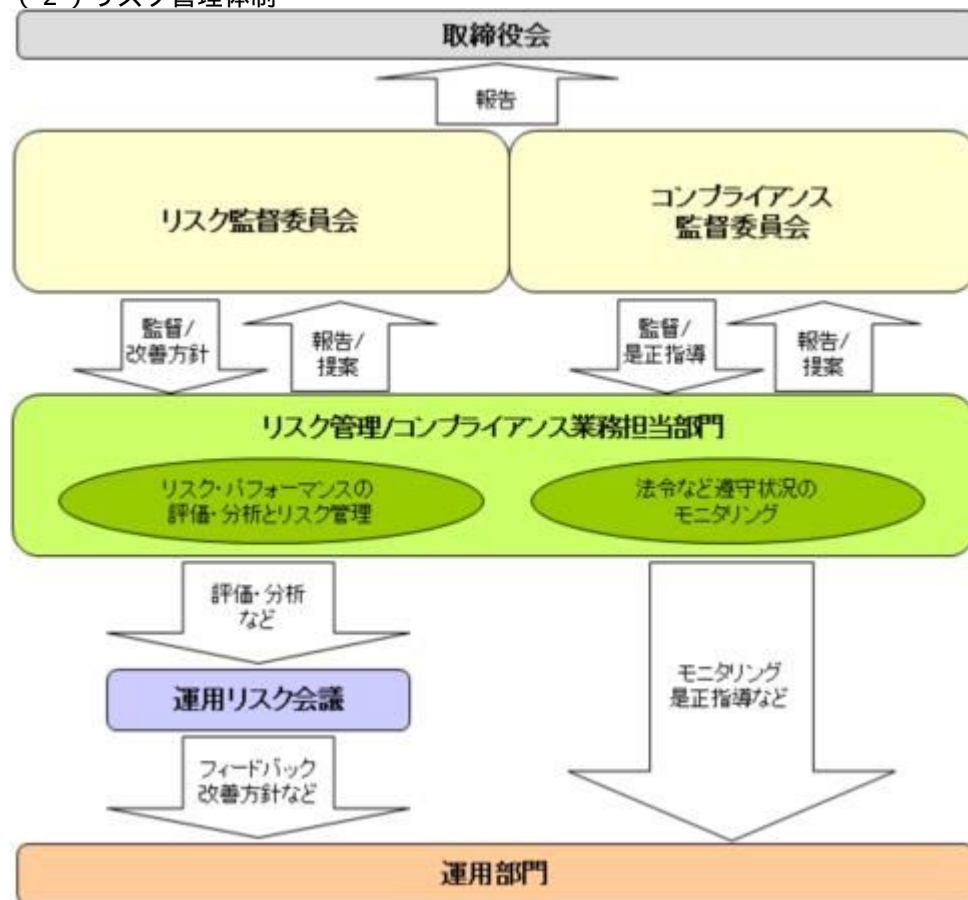 (2)リスク管理体制
取締役会
報告
リスク監督委員会
コンプライアンス
監督委員会
監督/
改善方針
報告/
提案
監督/
是正指導
報告/
提案
リスク管理/コンプライアンス業務担当部門
リスク・パフォーマンスの
評価・分析とリスク管理
法令など遵守状況の
モニタリング
評価・分析
など
運用リスク会議
モニタリング
是正指導など
フィードバック
改善方針など
運用部門